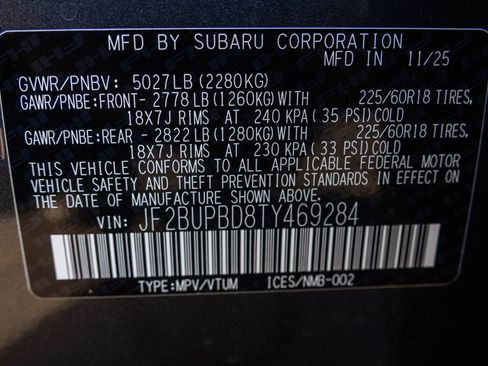 MFD BY SUBARU CORPORATION
MFD.IN 11/25
GVWR/PNBV: 5027LB (2280KG)
GAWR/PNBE:FRONT- 2778 LB (1260KG) WITH 225/60R18 TIRES,
18X7J RIMS AT 240 KPA (35 PSI) COLD
GAWR/PNBE:REAR - 2822 LB (1280KG) WITH 225/60R18 TIRES,
18X7J RIMS AT 230 KPA (33 PSI) COLD
THIS VEHICLE CONFORMS TO ALL APPLICABLE FEDERAL MOTOR
VEHICLE SAFETY AND THEFT PREVENTION STANDARDS IN EFFECT ON
THE DATE OF MANUFACTURE SHOWN ABOVE.
VIN: JF2BUPBD8TY469284
TYPE:MPV/VTUM ICES/NMB-002